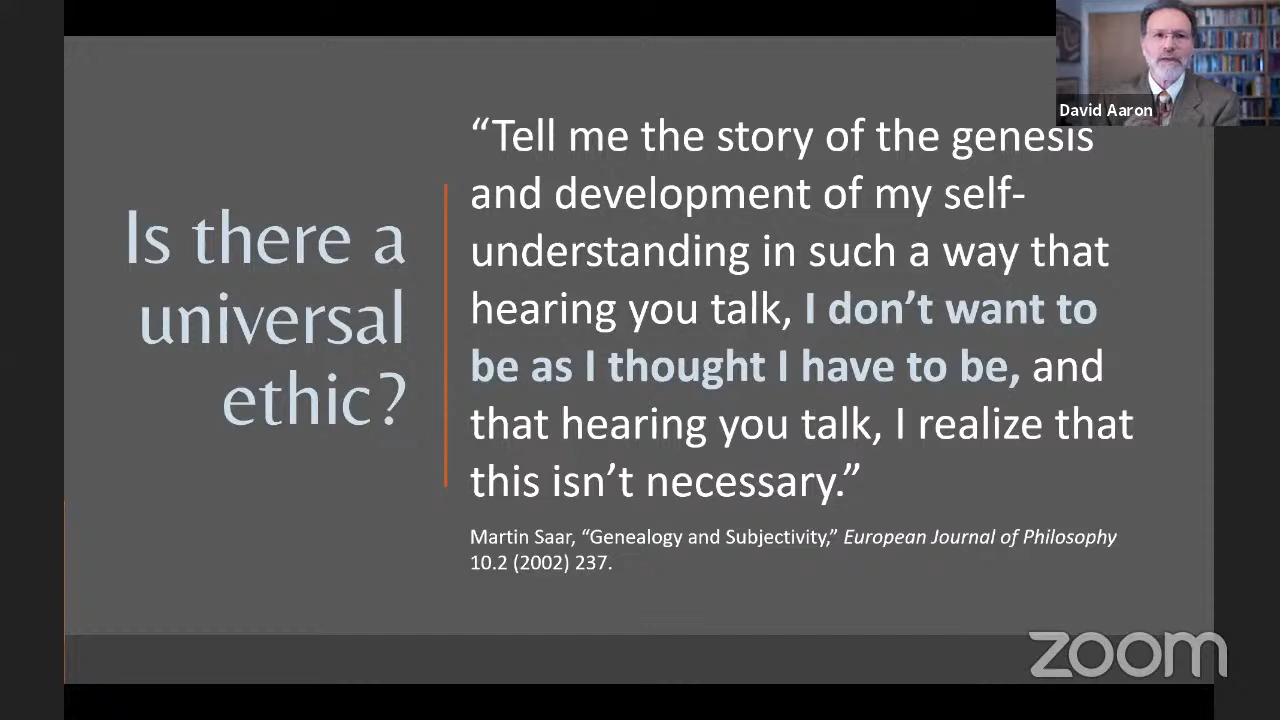 David Aaron
Is there a
universal
ethic?
“Tell me the story of the genesis
and development of my self-
understanding in such a way that
hearing you talk, I don’t want to
be as I thought I have to be, and
that hearing you talk, I realize that
this isn’t necessary.”
Martin Saar, “Genealogy and Subjectivity,” European Journal of Philosophy
10.2 (2002) 237.
zoom